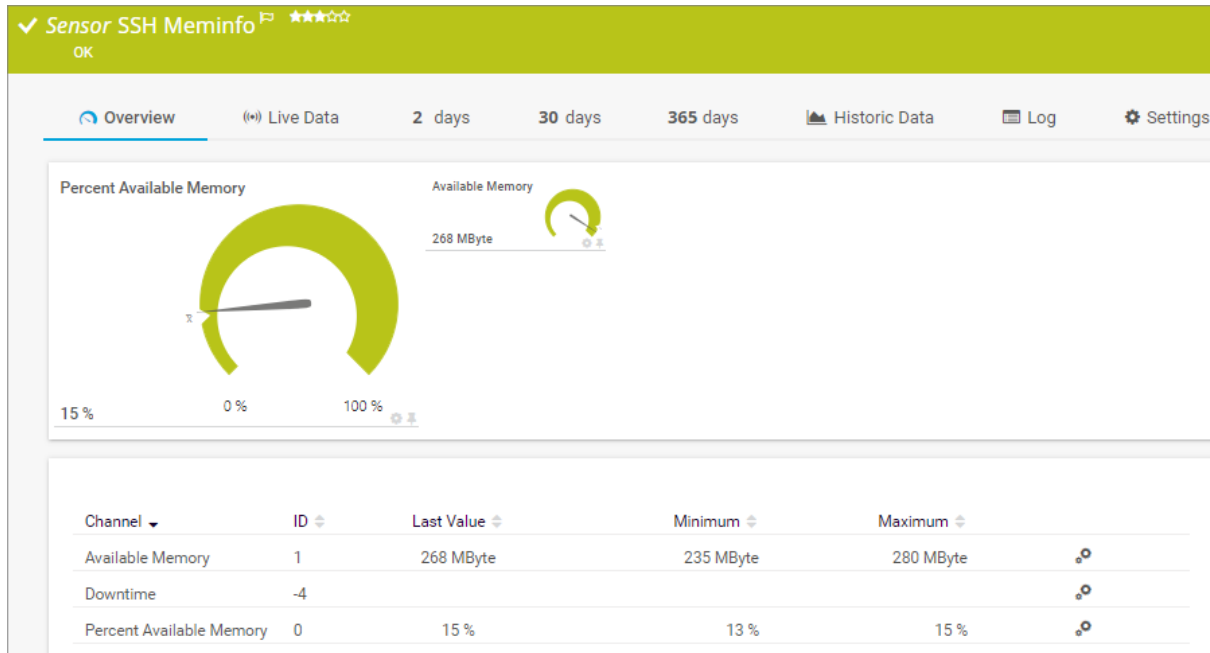 Sensor SSH Meminfo
OK
Overview Live Data 2 days 30 days 365 days Historic Data Log Settings
Percent Available Memory
Available Memory
268 MByte
x
0 % 100 %
15 %
Channel ID Last Value Minimum Maximum
Available Memory 1 268 MByte 235 MByte 280 MByte
Downtime -4
Percent Available Memory 0 15 % 13 % 15 %